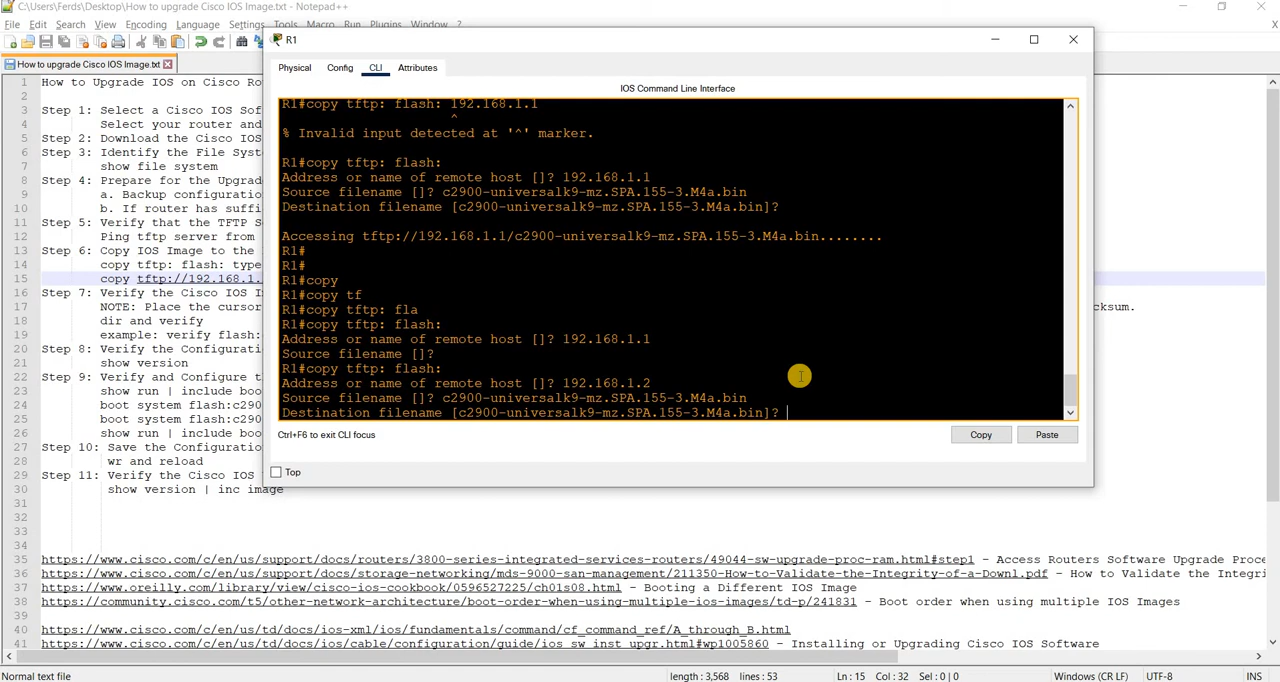 C:\Users\Ferds\Desktop\How to upgrade Cisco IOS Image.txt - Notepad++
File Edit Search View Encoding Language Settings Tools Macro Run Plugins Window ?
How to upgrade Cisco IOS Image.txt
R1
Physical Config CLI Attributes
IOS Command Line Interface
R1#copy tftp: flash: 192.168.1.1
^
% Invalid input detected at '^' marker.
R1#copy tftp: flash:
Address or name of remote host []? 192.168.1.1
Source filename []? c2900-universalk9-mz.SPA.155-3.M4a.bin
Destination filename [c2900-universalk9-mz.SPA.155-3.M4a.bin]?
Accessing tftp://192.168.1.1/c2900-universalk9-mz.SPA.155-3.M4a.bin........
R1#
R1#
R1#copy
R1#copy tf
R1#copy tftp: fla
R1#copy tftp: flash:
Address or name of remote host []? 192.168.1.1
Source filename []?
R1#copy tftp: flash:
Address or name of remote host []? 192.168.1.2
Source filename []? c2900-universalk9-mz.SPA.155-3.M4a.bin
Destination filename [c2900-universalk9-mz.SPA.155-3.M4a.bin]?
Ctrl+F6 to exit CLI focus
Copy Paste
Top
1 How to Upgrade IOS on Cisco Ro
2
3 Step 1: Select a Cisco IOS Sof
4 Select your router and
5 Step 2: Download the Cisco IOS
6 Step 3: Identify the File Syst
7 show file system
8 Step 4: Prepare for the Upgrad
9 a. Backup configuratio
10 b. If router has suffi
11 Step 5: Verify that the TFTP S
12 Ping tftp server from
13 Step 6: Copy IOS Image to the
14 copy tftp: flash: type
15 copy tftp://192.168.1.
16 Step 7: Verify the Cisco IOS I
17 NOTE: Place the cursor cksum.
18 dir and verify
19 example: verify flash:
20 Step 8: Verify the Configurati
21 show version
22 Step 9: Verify and Configure t
23 show run | include boo
24 boot system flash:c290
25 boot system flash:c290
26 show run | include boo
27 Step 10: Save the Configuratio
28 wr and reload
29 Step 11: Verify the Cisco IOS
30 show version | inc image
31
32
33
34
35 https://www.cisco.com/c/en/us/support/docs/routers/3800-series-integrated-services-routers/49044-sw-upgrade-proc-ram.html#step1 - Access Routers Software Upgrade Proce
36 https://www.cisco.com/c/en/us/td/docs/storage-networking/mds-9000-san-management/211350-How-to-Validate-the-Integrity-of-a-Downl.pdf - How to Validate the Integri
37 https://www.oreilly.com/library/view/cisco-ios-cookbook/0596527225/ch01s08.html - Booting a Different IOS Image
38 https://community.cisco.com/t5/other-network-architecture/boot-order-when-using-multiple-ios-images/td-p/241831 - Boot order when using multiple IOS Images
39
40 https://www.cisco.com/c/en/us/td/docs/ios-xml/ios/fundamentals/command/cf_command_ref/A_through_B.html
41 https://www.cisco.com/c/en/us/td/docs/ios/cable/configuration/guide/ios_sw_inst_upgr.html#wp1005860 - Installing or Upgrading Cisco IOS Software
Normal text file length : 3,568 lines : 53 Ln : 15 Col : 32 Sel : 0 | 0 Windows (CR LF) UTF-8 INS